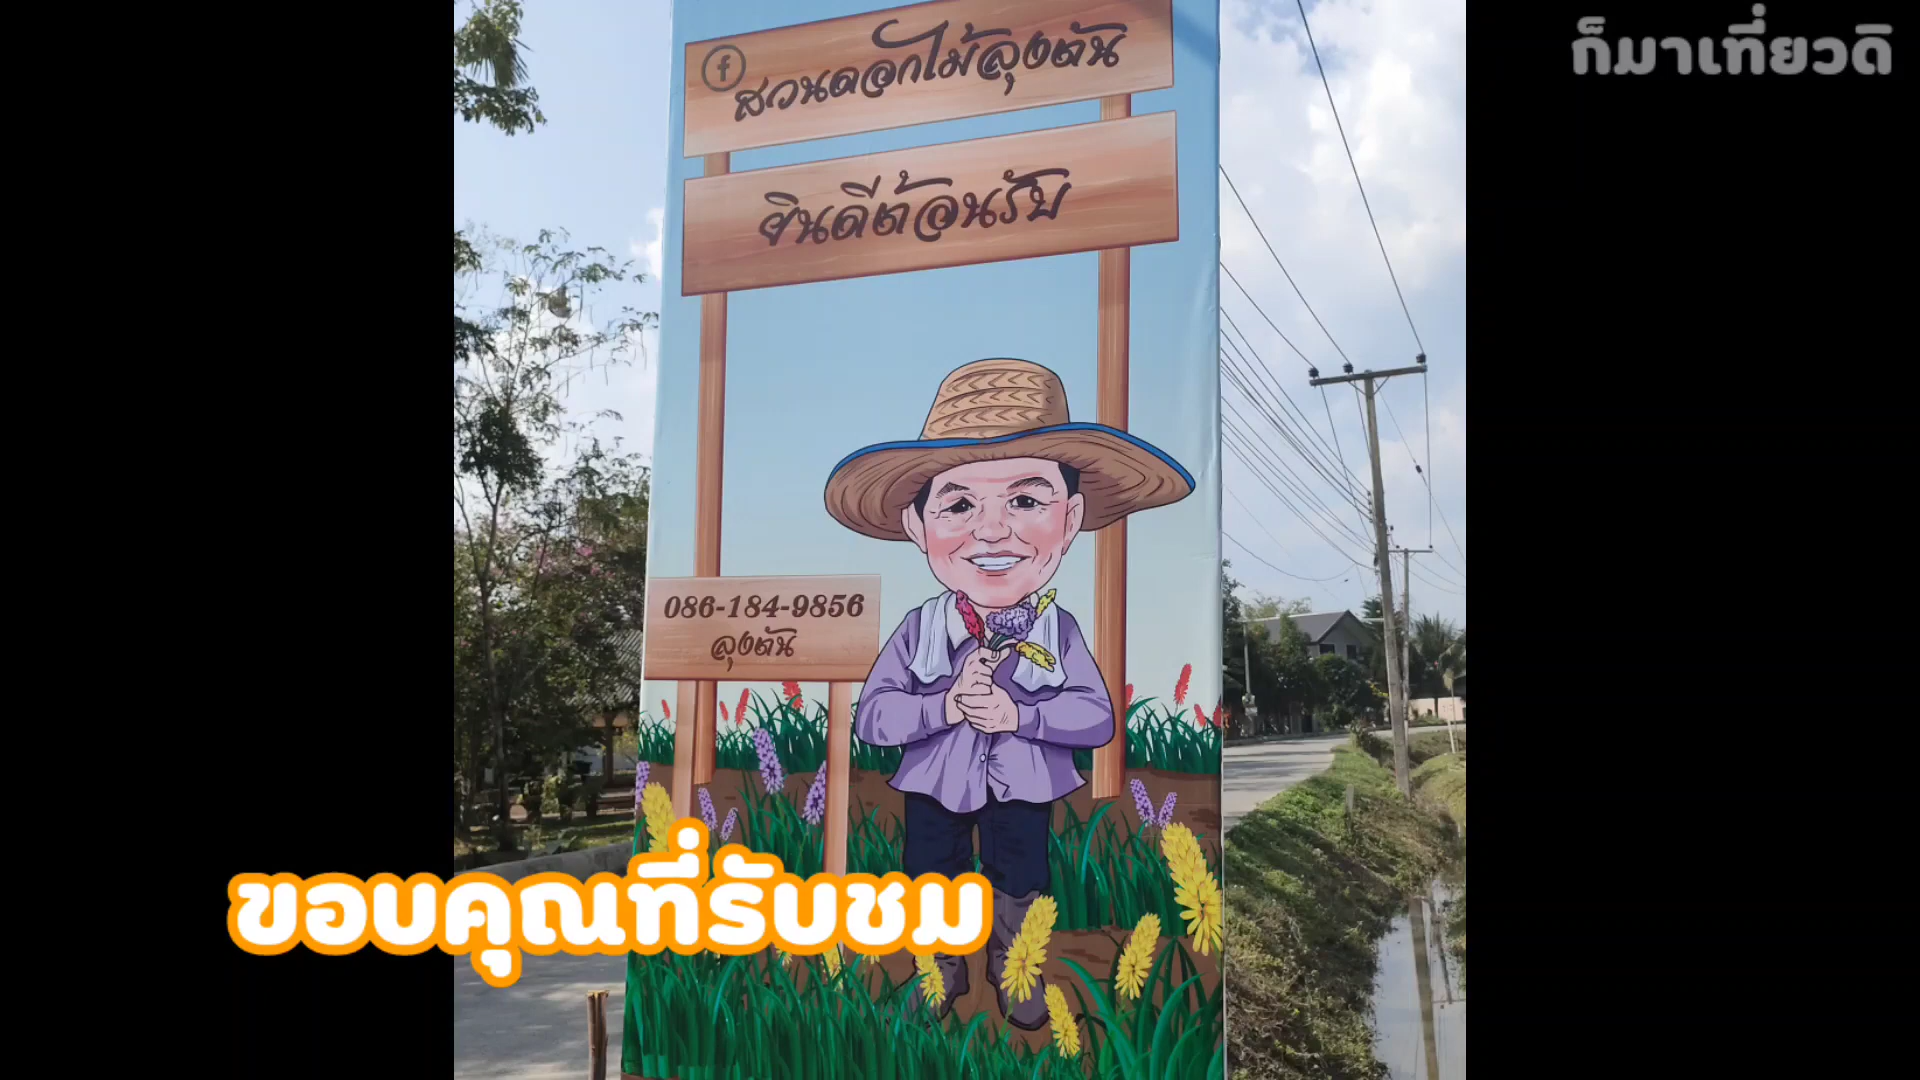 ก็มาเที่ยวดิ
สวนดอกไม้ลุงตัน
ยินดีต้อนรับ
086-184-9856
ลุงตัน
ขอบคุณที่รับชม